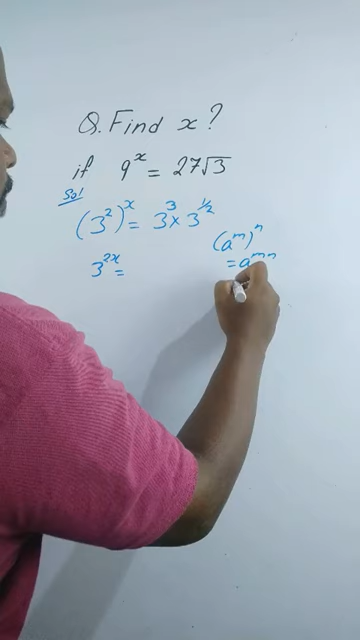 Q. Find x?
if 9^x = 27√3
Sol
(3^2)^x = 3^3 × 3^1/2
(a^m)^n
= a^mn
3^2x =